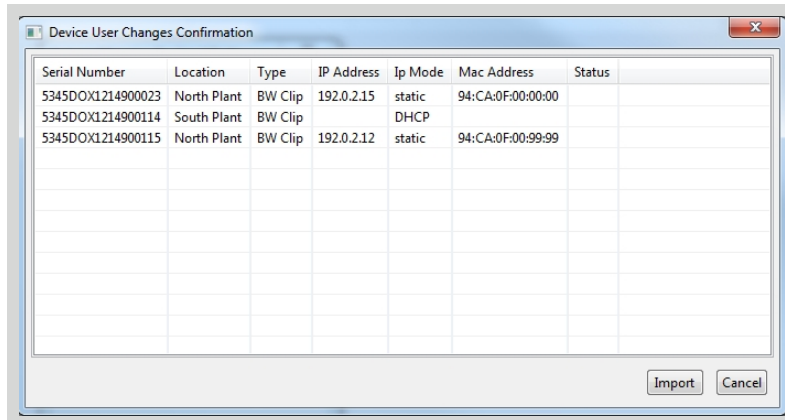 Device User Changes Confirmation
Serial Number Location Type IP Address Ip Mode Mac Address Status
5345DOX1214900023 North Plant BW Clip 192.0.2.15 static 94:CA:0F:00:00:00
5345DOX1214900114 South Plant BW Clip DHCP
5345DOX1214900115 North Plant BW Clip 192.0.2.12 static 94:CA:0F:00:99:99
Import Cancel